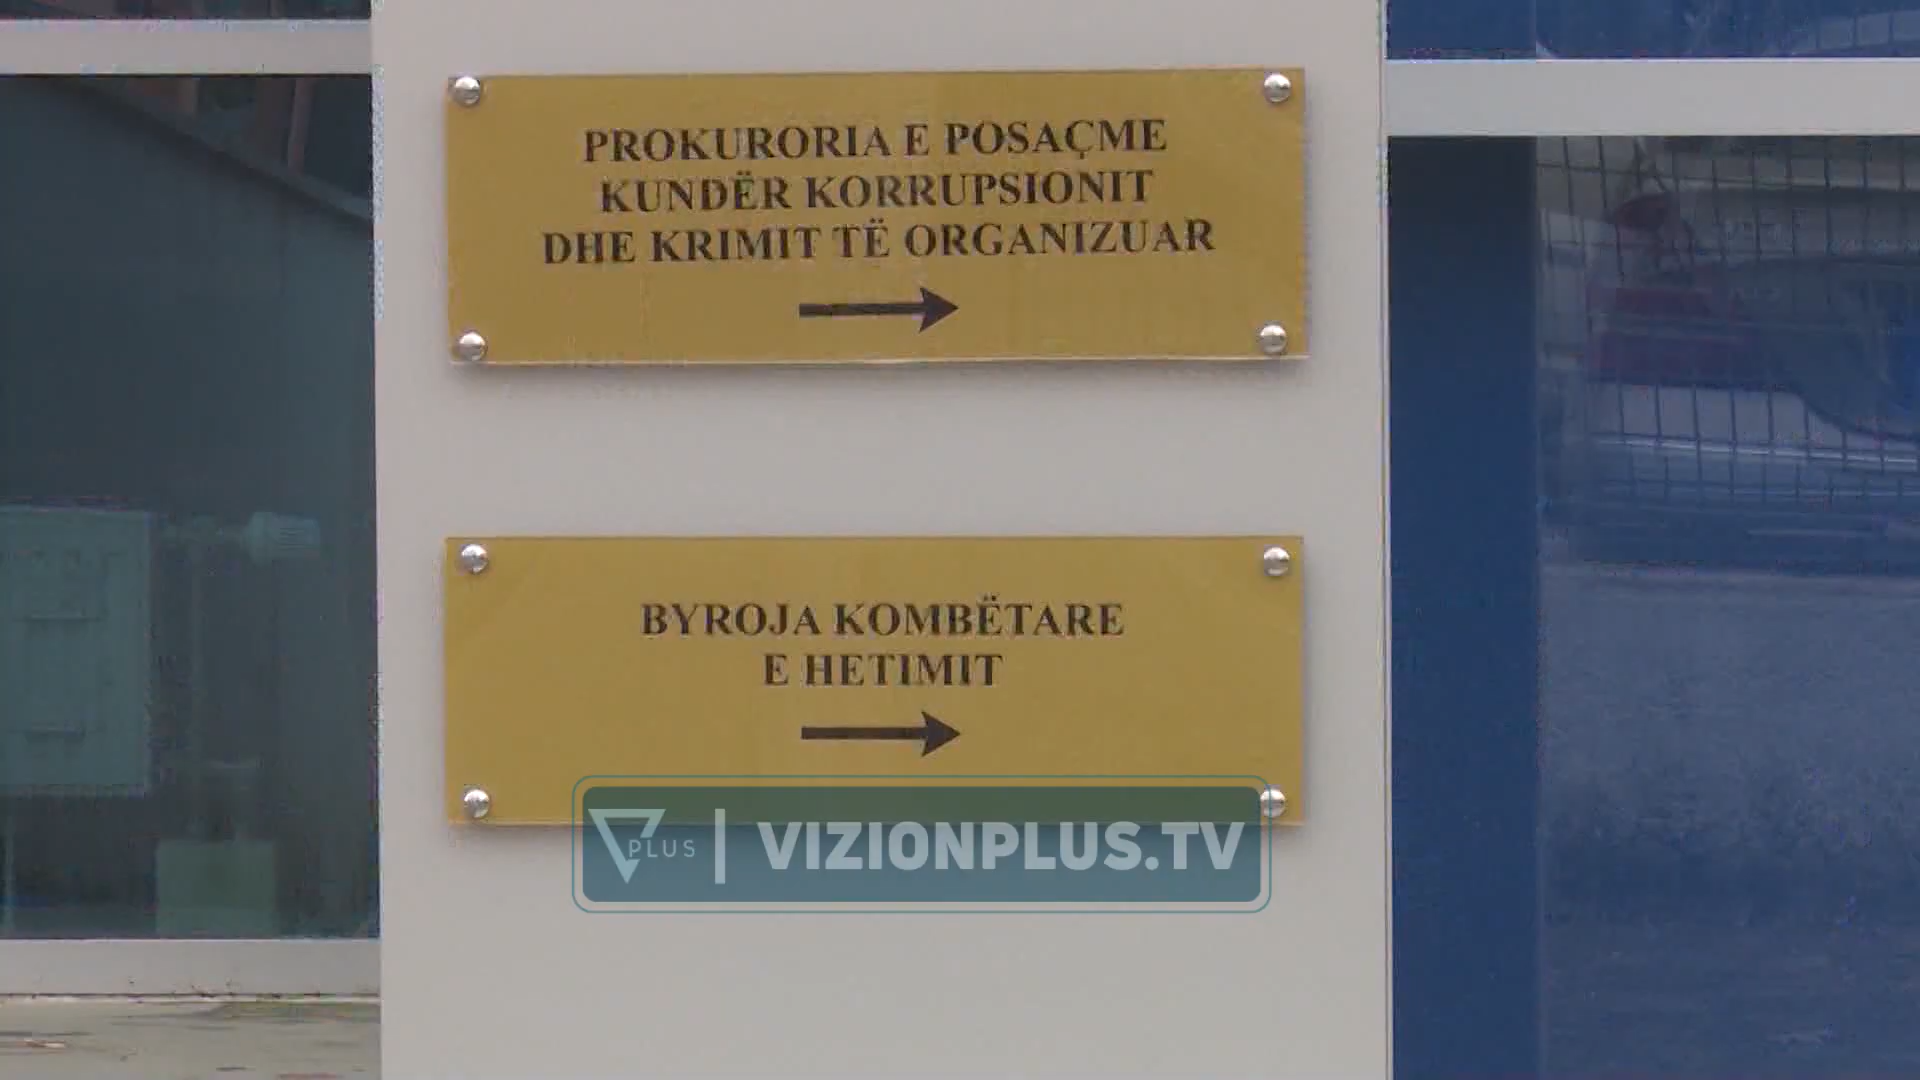 PROKURORIA E POSAÇME
KUNDËR KORRUPSIONIT
DHE KRIMIT TË ORGANIZUAR
BYROJA KOMBËTARE
E HETIMIT
PLUS | VIZIONPLUS.TV